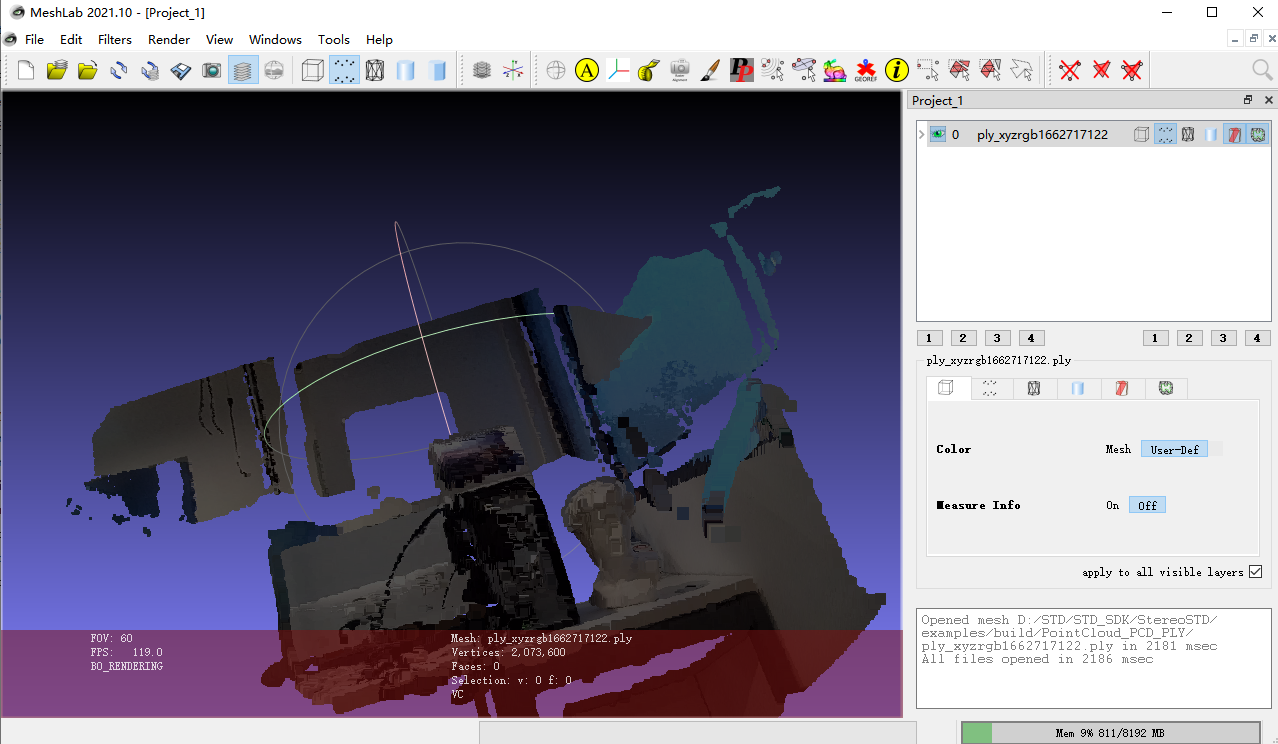 MeshLab 2021.10 - [Project_1]
File Edit Filters Render View Windows Tools Help
A
PP
GEOREF
i
Project_1
0 ply_xyzrgb1662717122
1 2 3 4 1 2 3 4
ply_xyzrgb1662717122.ply
Color Mesh User-Def
Measure Info On Off
apply to all visible layers
Opened mesh D:/STD/STD_SDK/StereoSTD/
examples/build/PointCloud_PCD_PLY/
ply_xyzrgb1662717122.ply in 2181 msec
All files opened in 2186 msec
FOV: 60
FPS: 119.0
BO_RENDERING
Mesh: ply_xyzrgb1662717122.ply
Vertices: 2,073,600
Faces: 0
Selection: v: 0 f: 0
VC
Mem 9% 811/8192 MB